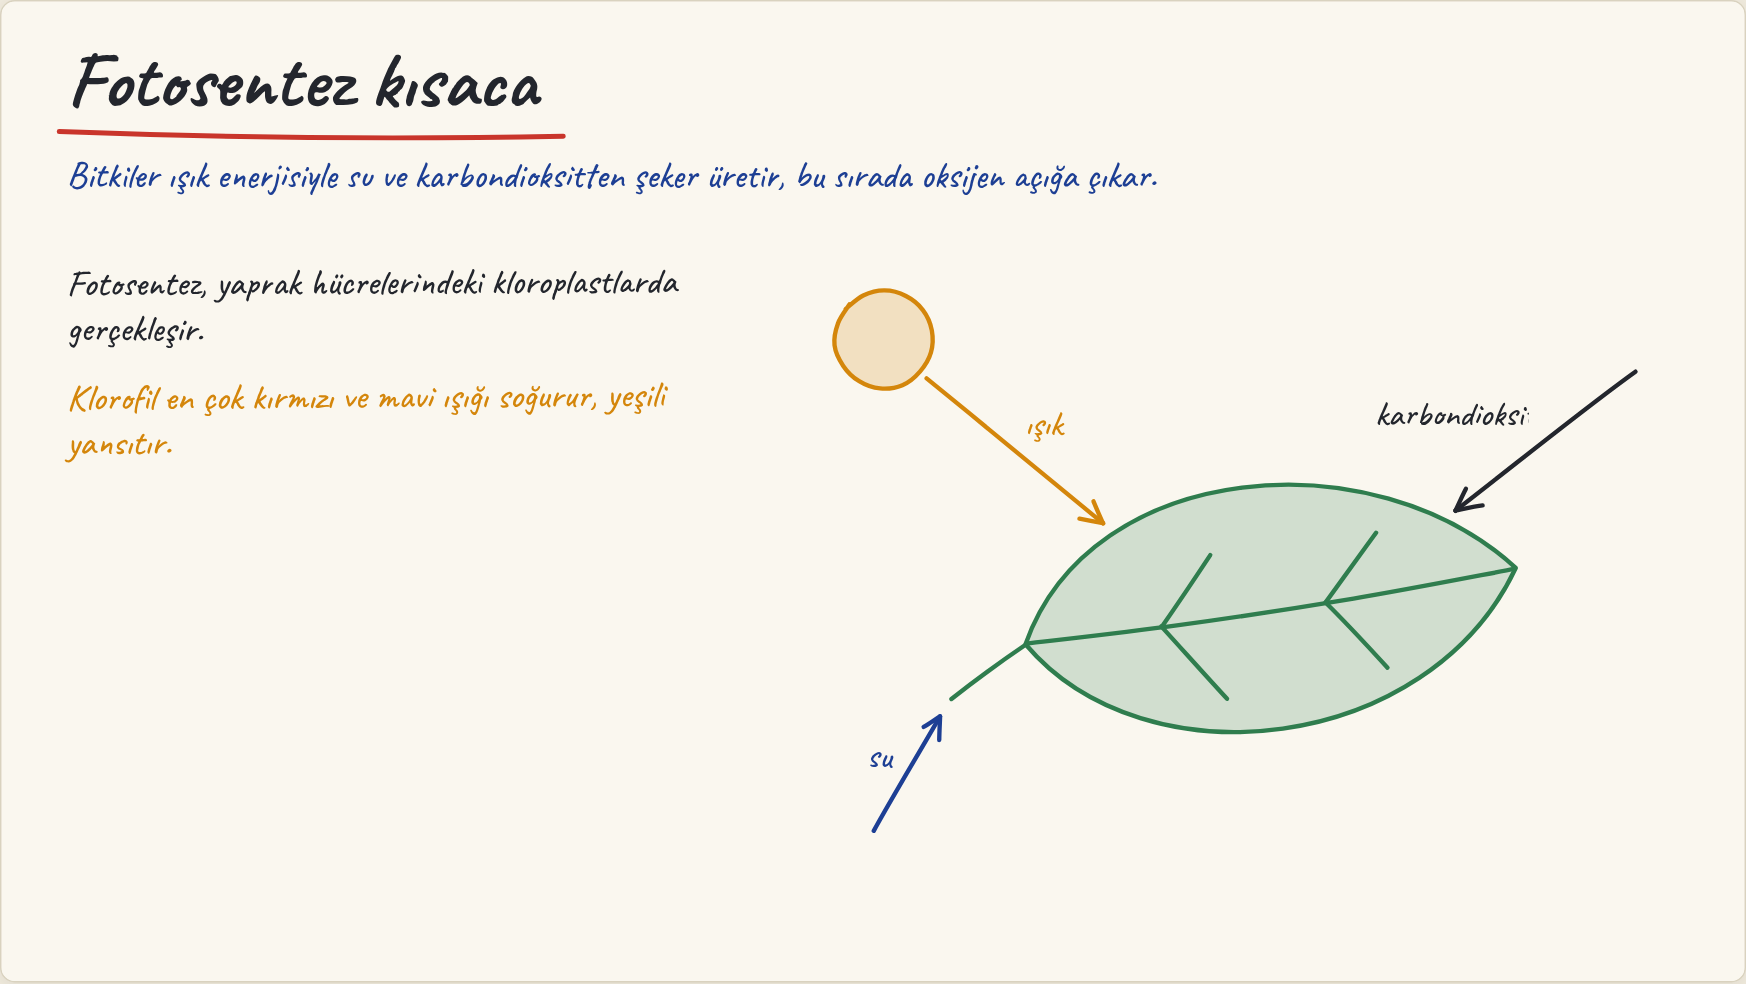 Fotosentez kısaca
Bitkiler ışık enerjisiyle su ve karbondioksitten şeker üretir, bu sırada oksijen açığa çıkar.
Fotosentez, yaprak hücrelerindeki kloroplastlarda
gerçekleşir.
Klorofil en çok kırmızı ve mavi ışığı soğurur, yeşili
yansıtır.
ışık
su